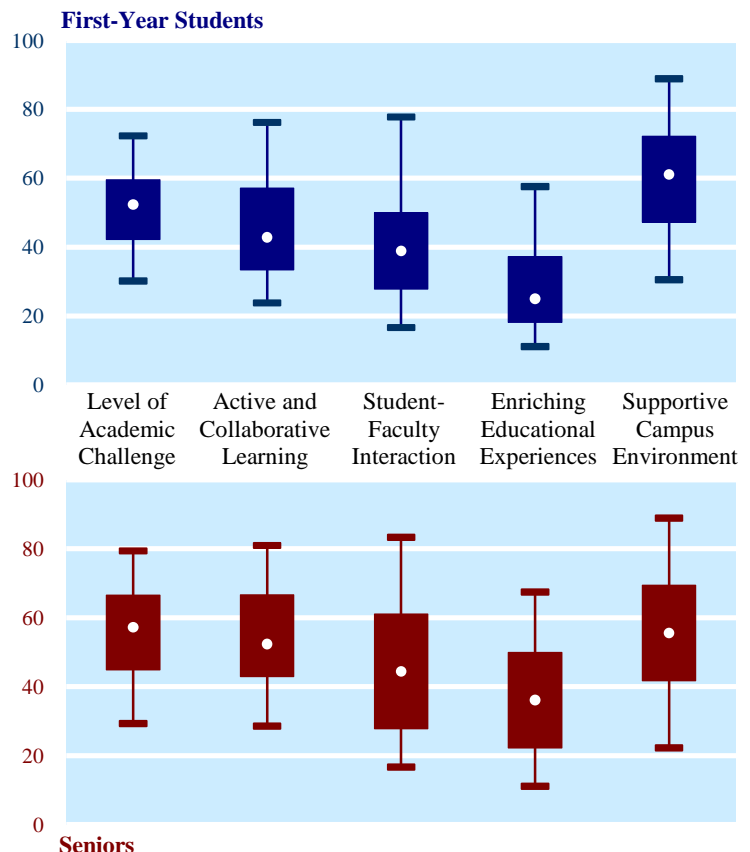 First-Year Students
100
80
60
40
20
0
Level of Academic Challenge
Active and Collaborative Learning
Student-Faculty Interaction
Enriching Educational Experiences
Supportive Campus Environment
100
80
60
40
20
0
Seniors